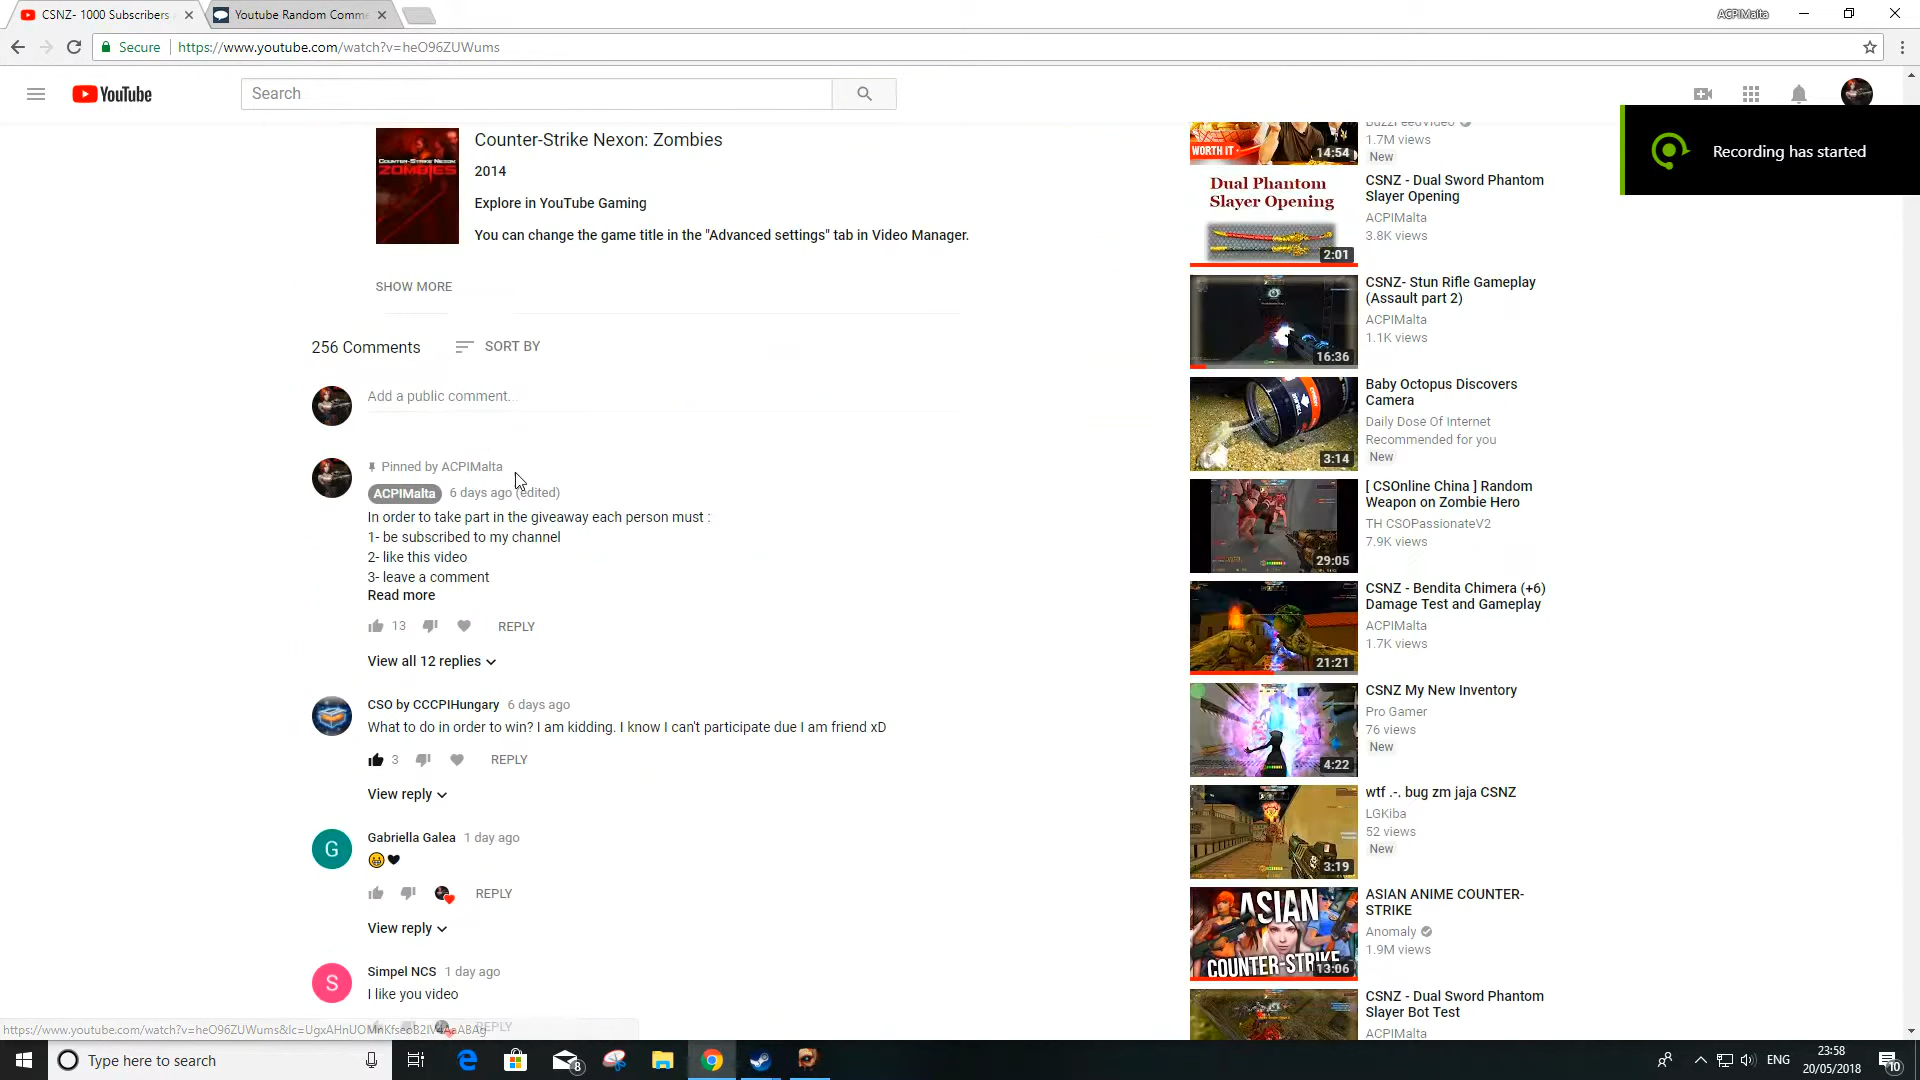 CSNZ- 1000 Subscribers
Youtube Random Comme
ACPIMalta
Secure
https://www.youtube.com/watch?v=heO96ZUWums
YouTube
Search
Recording has started
Counter-Strike Nexon: Zombies
2014
Explore in YouTube Gaming
You can change the game title in the "Advanced settings" tab in Video Manager.
COUNTER-STRIKE NEXON
ZOMBIES
SHOW MORE
256 Comments
SORT BY
Add a public comment...
Pinned by ACPIMalta
ACPIMalta 6 days ago (edited)
In order to take part in the giveaway each person must :
1- be subscribed to my channel
2- like this video
3- leave a comment
Read more
13 REPLY
View all 12 replies
CSO by CCCPIHungary 6 days ago
What to do in order to win? I am kidding. I know I can't participate due I am friend xD
3 REPLY
View reply
G
Gabriella Galea 1 day ago
REPLY
View reply
S
Simpel NCS 1 day ago
I like you video
REPLY
BuzzFeedVideo
1.7M views
New
WORTH IT
14:54
Dual Phantom
Slayer Opening
2:01
CSNZ - Dual Sword Phantom
Slayer Opening
ACPIMalta
3.8K views
16:36
CSNZ- Stun Rifle Gameplay
(Assault part 2)
ACPIMalta
1.1K views
3:14
Baby Octopus Discovers
Camera
Daily Dose Of Internet
Recommended for you
New
29:05
[ CSOnline China ] Random
Weapon on Zombie Hero
TH CSOPassionateV2
7.9K views
21:21
CSNZ - Bendita Chimera (+6)
Damage Test and Gameplay
ACPIMalta
1.7K views
4:22
CSNZ My New Inventory
Pro Gamer
76 views
New
3:19
wtf .-. bug zm jaja CSNZ
LGKiba
52 views
New
ASIAN
COUNTER-STRIKE
13:06
ASIAN ANIME COUNTER-
STRIKE
Anomaly
1.9M views
CSNZ - Dual Sword Phantom
Slayer Bot Test
ACPIMalta
Type here to search
8
ENG
23:58
20/05/2018
10